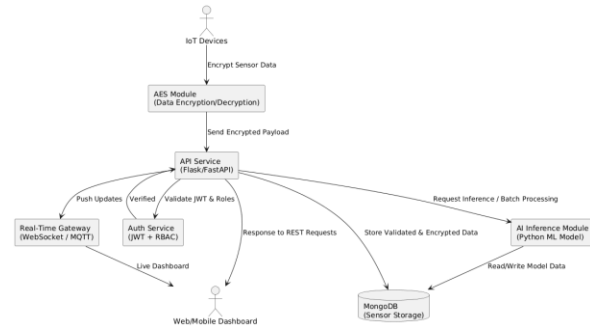 IoT Devices
Encrypt Sensor Data
AES Module
(Data Encryption/Decryption)
Send Encrypted Payload
API Service
(Flask/FastAPI)
Push Updates
Verified
Validate JWT & Roles
Request Inference / Batch Processing
Real-Time Gateway
(WebSocket / MQTT)
Auth Service
(JWT + RBAC)
Response to REST Requests
Store Validated & Encrypted Data
AI Inference Module
(Python ML Model)
Live Dashboard
Read/Write Model Data
Web/Mobile Dashboard
MongoDB
(Sensor Storage)